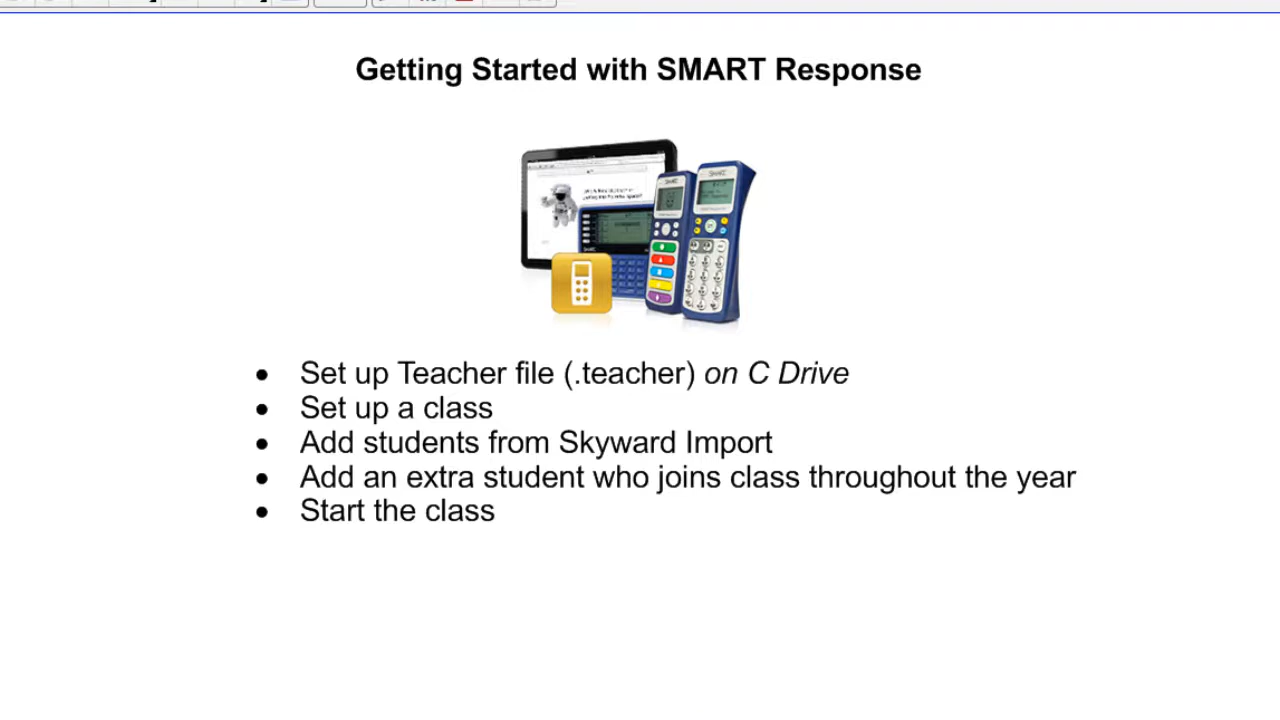 Getting Started with SMART Response
• Set up Teacher file (.teacher) on C Drive
• Set up a class
• Add students from Skyward Import
• Add an extra student who joins class throughout the year
• Start the class